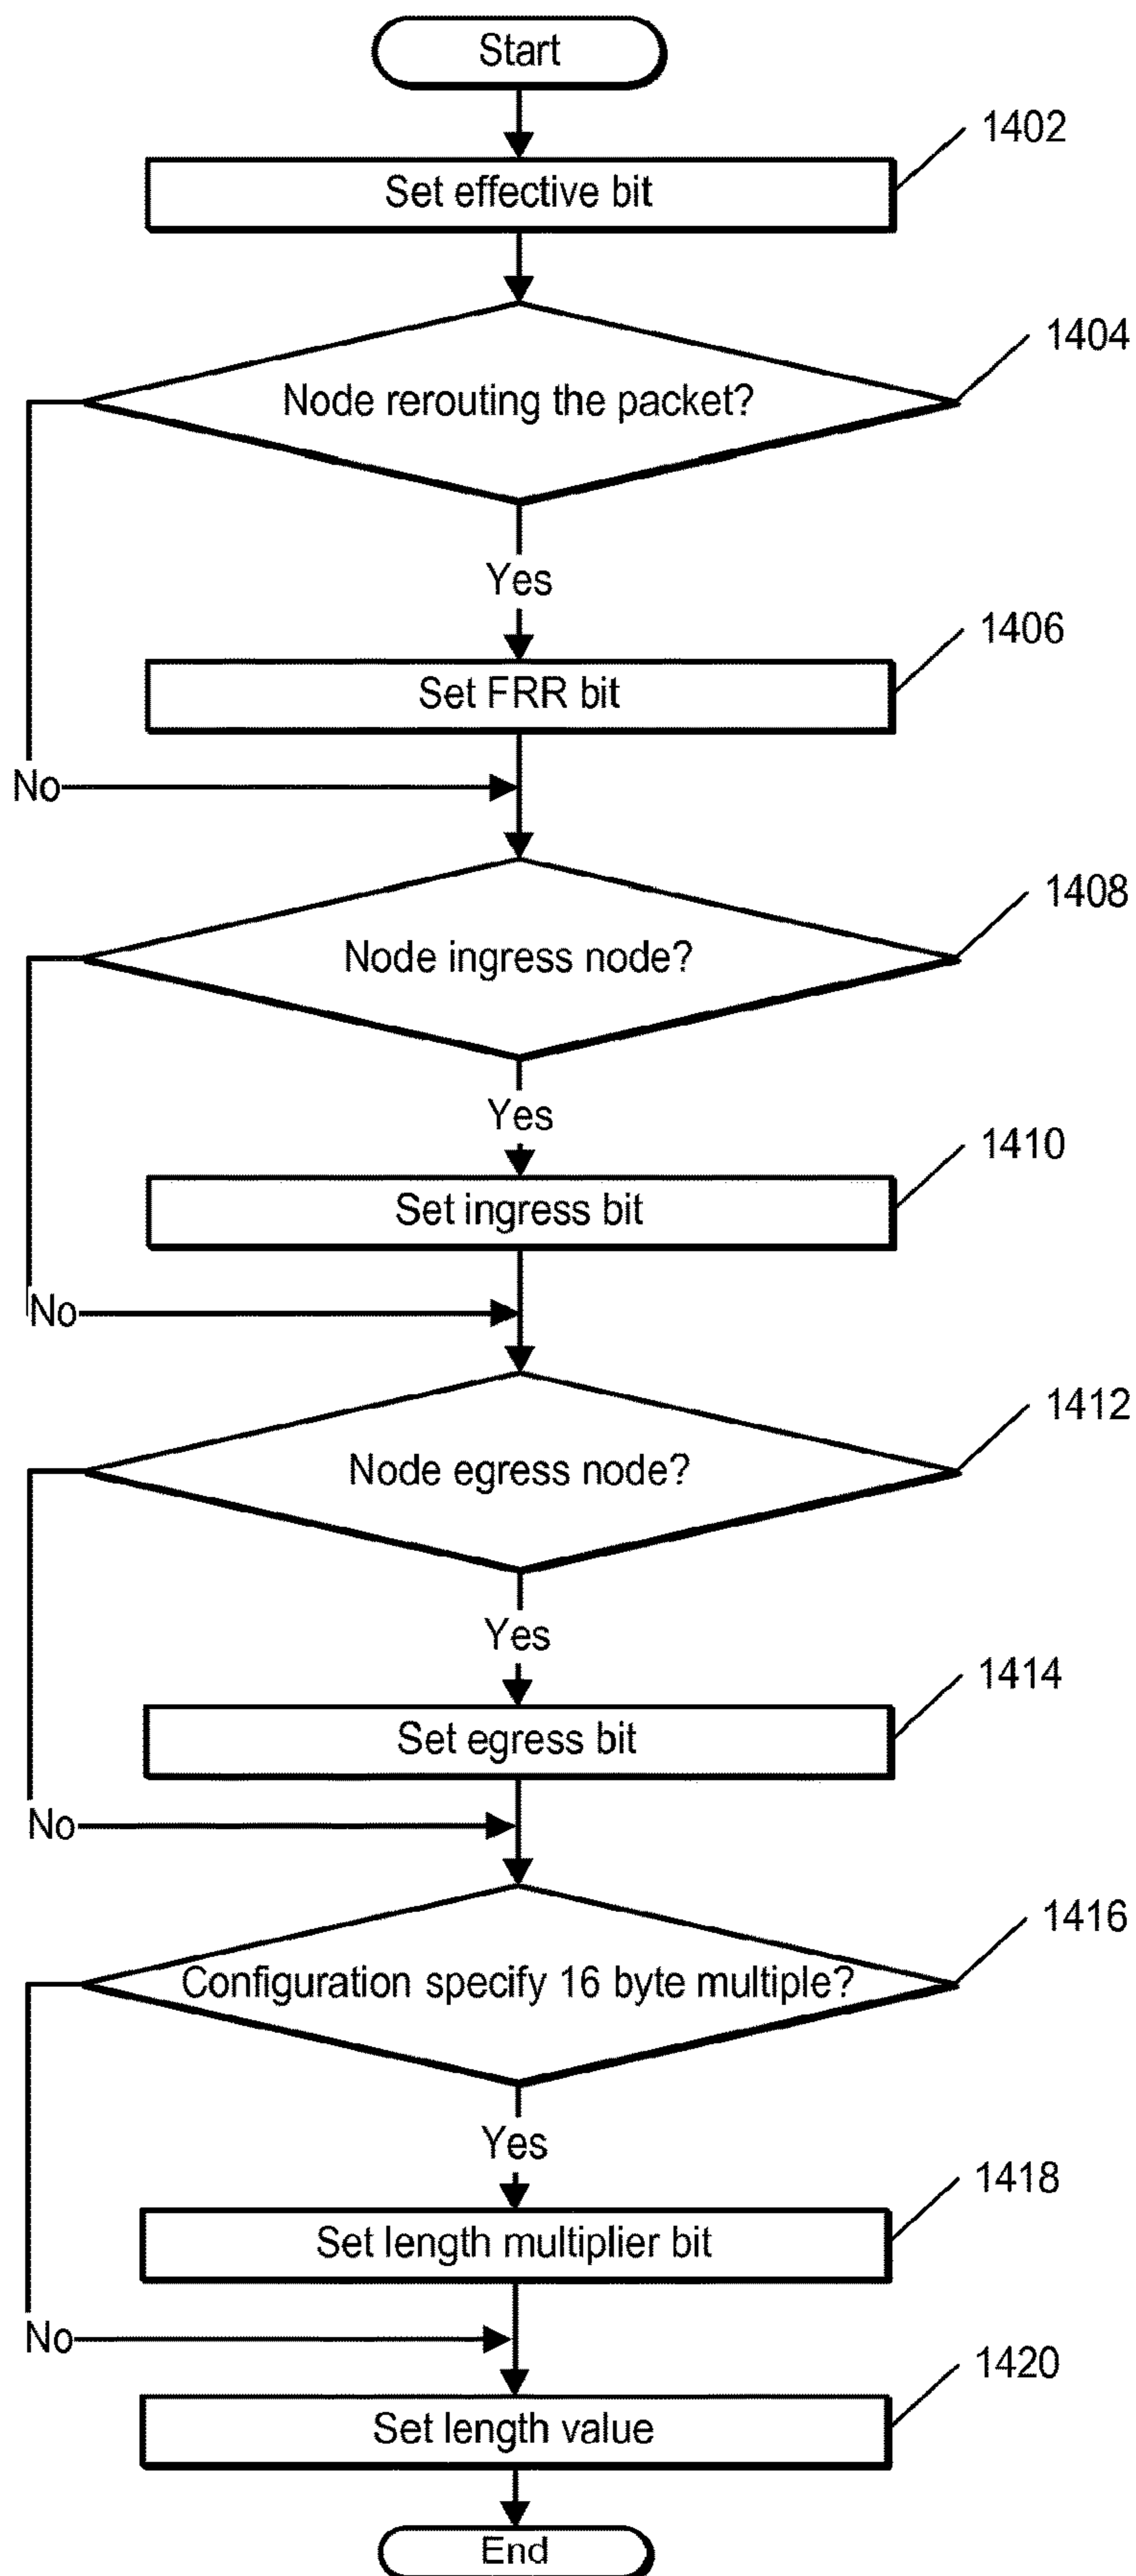 Start
1402
Set effective bit
1404
Node rerouting the packet?
Yes
1406
Set FRR bit
No
1408
Node ingress node?
Yes
1410
Set ingress bit
No
1412
Node egress node?
Yes
1414
Set egress bit
No
1416
Configuration specify 16 byte multiple?
Yes
1418
Set length multiplier bit
No
1420
Set length value
End